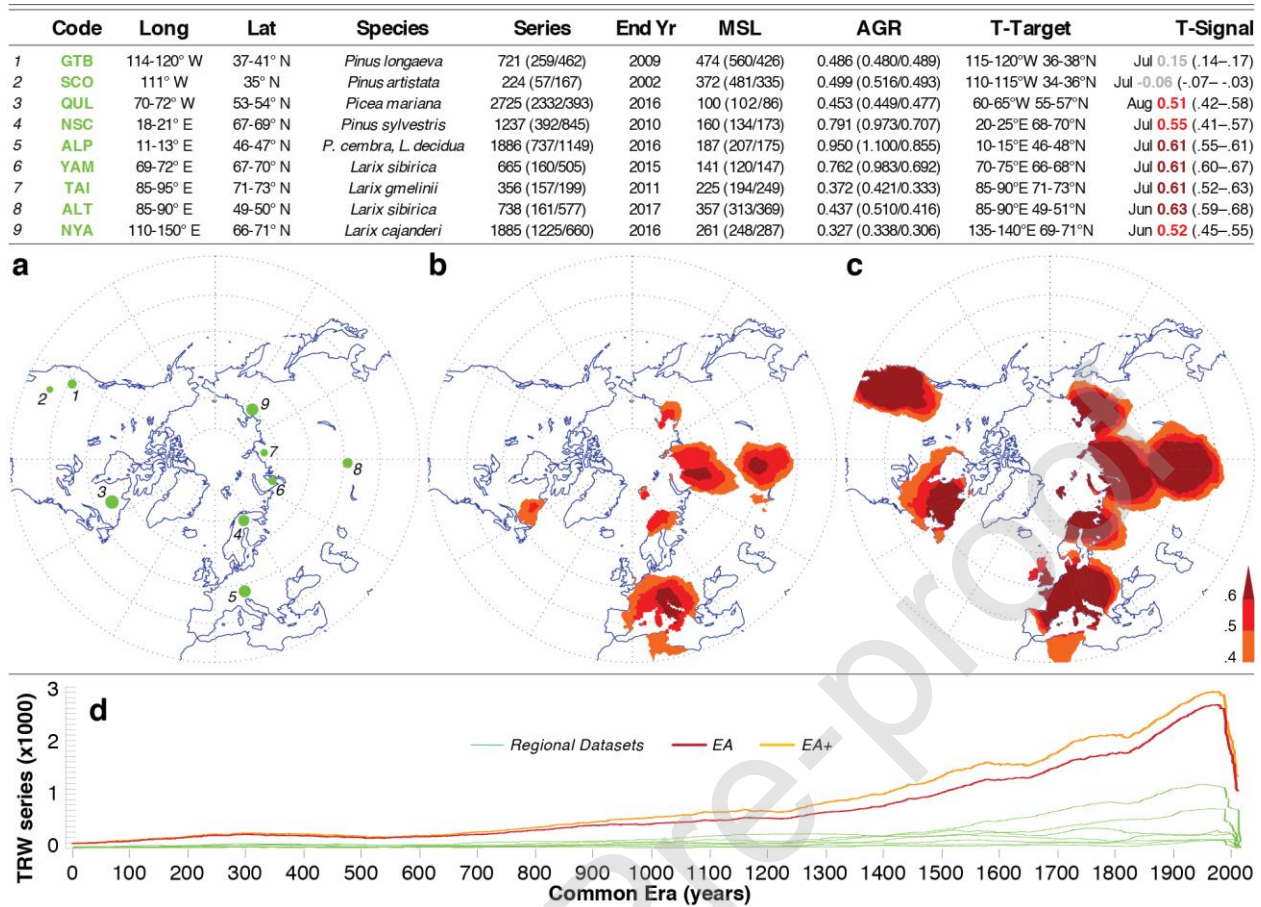 Code Long Lat Species Series End Yr MSL AGR T-Target T-Signal
1 GTB 114-120° W 37-41° N Pinus longaeva 721 (259/462) 2009 474 (560/426) 0.486 (0.480/0.489) 115-120°W 36-38°N Jul 0.15 (.14–.17)
2 SCO 111° W 35° N Pinus artistata 224 (57/167) 2002 372 (481/335) 0.499 (0.516/0.493) 110-115°W 34-36°N Jul -0.06 (-.07– -.03)
3 QUL 70-72° W 53-54° N Picea mariana 2725 (2332/393) 2016 100 (102/86) 0.453 (0.449/0.477) 60-65°W 55-57°N Aug 0.51 (.42–.58)
4 NSC 18-21° E 67-69° N Pinus sylvestris 1237 (392/845) 2010 160 (134/173) 0.791 (0.973/0.707) 20-25°E 68-70°N Jul 0.55 (.41–.57)
5 ALP 11-13° E 46-47° N P. cembra, L. decidua 1886 (737/1149) 2016 187 (207/175) 0.950 (1.100/0.855) 10-15°E 46-48°N Jul 0.61 (.55–.61)
6 YAM 69-72° E 67-70° N Larix sibirica 665 (160/505) 2015 141 (120/147) 0.762 (0.983/0.692) 70-75°E 66-68°N Jul 0.61 (.60–.67)
7 TAI 85-95° E 71-73° N Larix gmelinii 356 (157/199) 2011 225 (194/249) 0.372 (0.421/0.333) 85-90°E 71-73°N Jul 0.61 (.52–.63)
8 ALT 85-90° E 49-50° N Larix sibirica 738 (161/577) 2017 357 (313/369) 0.437 (0.510/0.416) 85-90°E 49-51°N Jun 0.63 (.59–.68)
9 NYA 110-150° E 66-71° N Larix cajanderi 1885 (1225/660) 2016 261 (248/287) 0.327 (0.338/0.306) 135-140°E 69-71°N Jun 0.52 (.45–.55)
a b c
2 1 9
7
8
3 6
4
5
.6
.5
.4
d
TRW series (x1000)
3
2
1
0
Regional Datasets EA EA+
0 100 200 300 400 500 600 700 800 900 1000 1100 1200 1300 1400 1500 1600 1700 1800 1900 2000
Common Era (years)
pre-proof